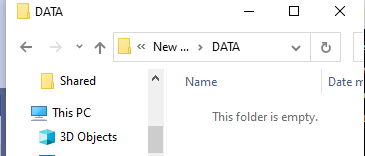 DATA
« New ... > DATA
Shared
This PC
3D Objects
Name
Date m
This folder is empty.